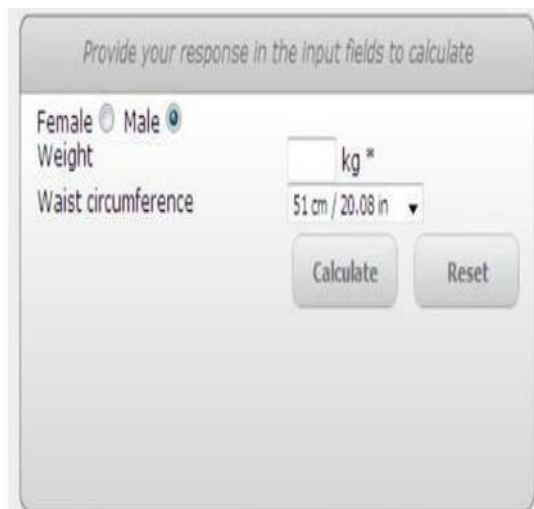 Provide your response in the input fields to calculate
Female Male
Weight kg *
Waist circumference 51 cm / 20.08 in
Calculate Reset